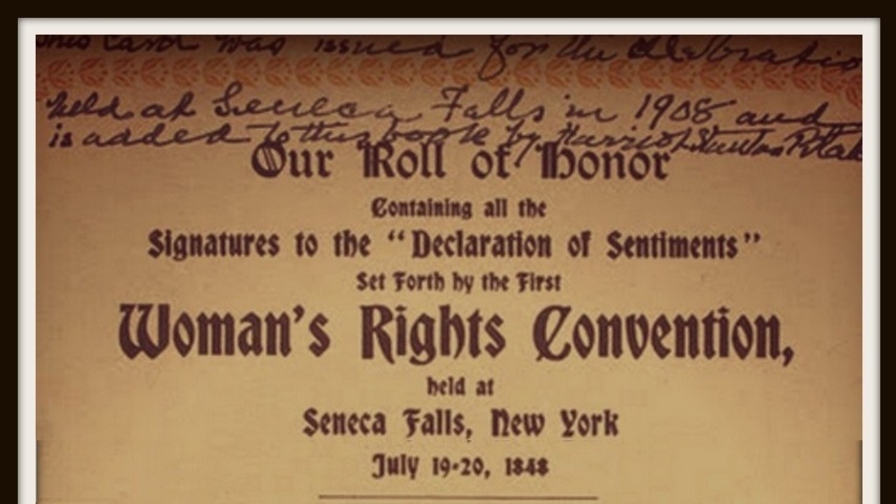 This card was issued for the Celebration
held at Seneca Falls in 1908 and
is added to this book by Harriot Stanton Blatch
Our Roll of Honor
Containing all the
Signatures to the “Declaration of Sentiments”
Set Forth by the First
Woman's Rights Convention,
held at
Seneca Falls, New York
July 19-20, 1848